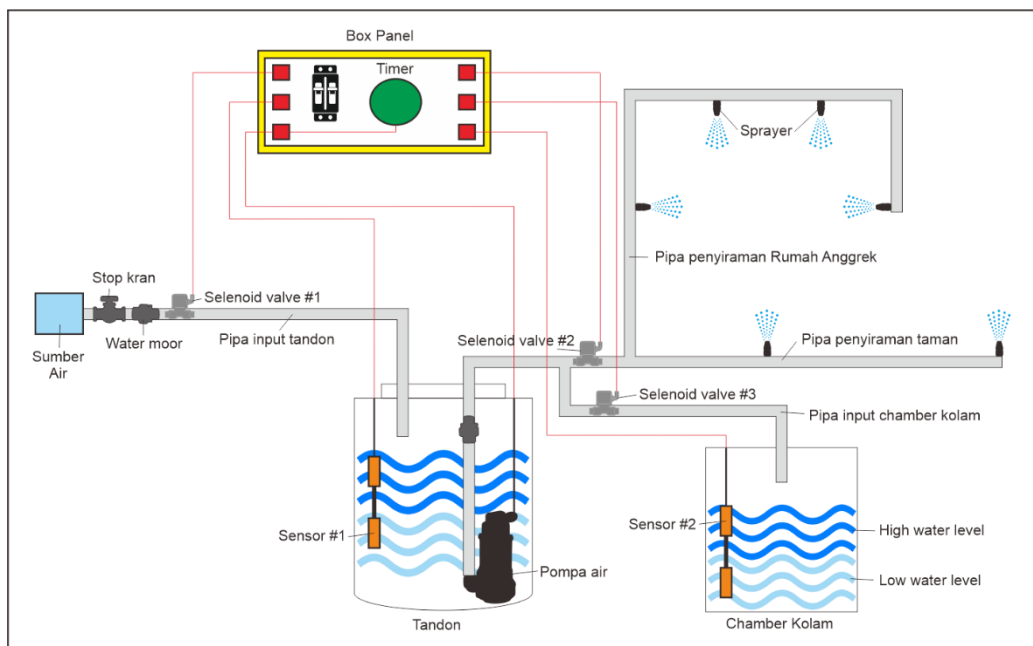 Box Panel
Timer
Sprayer
Pipa penyiraman Rumah Anggrek
Stop kran
Selenoid valve #1
Sumber
Air
Water moor
Pipa input tandon
Selenoid valve #2
Pipa penyiraman taman
Selenoid valve #3
Pipa input chamber kolam
Sensor #1
Pompa air
Tandon
Sensor #2
High water level
Low water level
Chamber Kolam